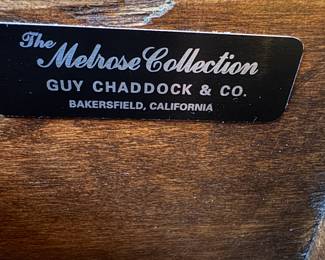 The Melrose Collection
GUY CHADDOCK & CO.
BAKERSFIELD, CALIFORNIA